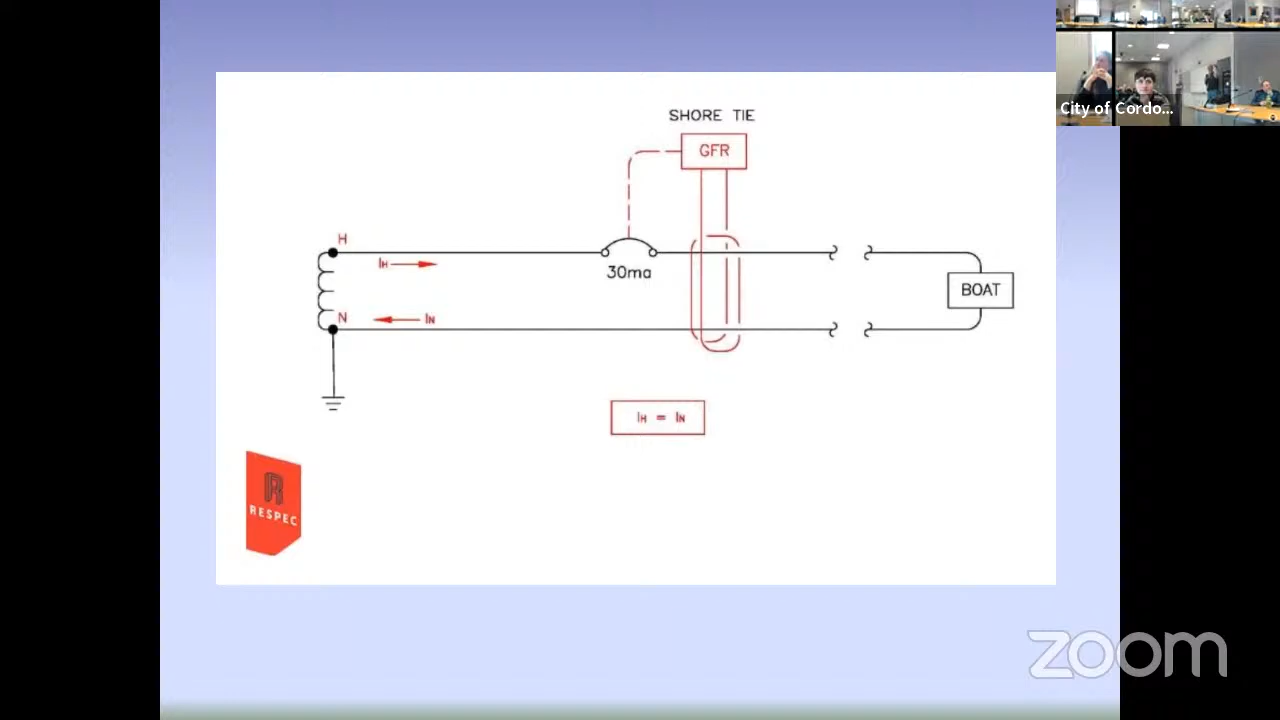 City of Cordo...
SHORE TIE
GFR
H
IH
30ma
BOAT
N
IN
IH = IN
RESPEC
zoom